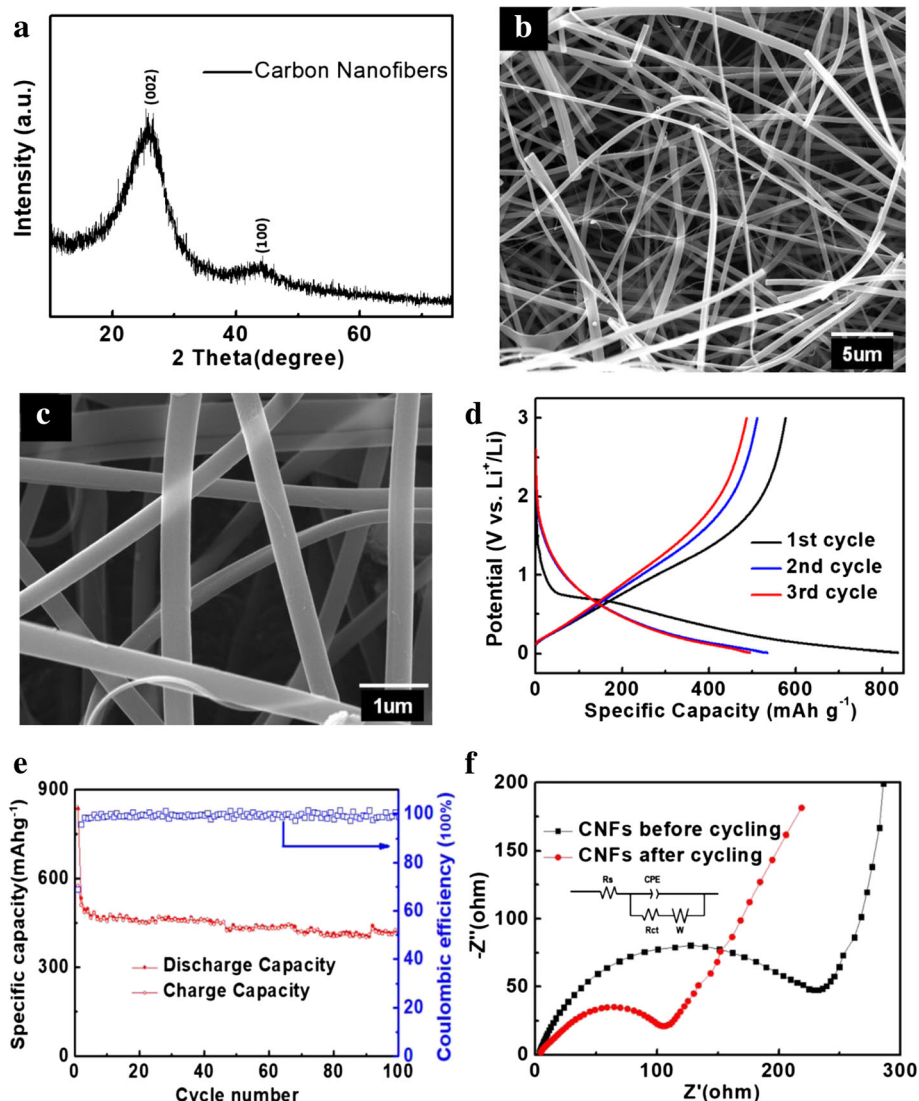 a
Intensity (a.u.)
(002)
Carbon Nanofibers
(100)
20 40 60
2 Theta(degree)
b
5um
c
1um
d
Potential (V vs. Li⁺/Li)
3
2
1
0
1st cycle
2nd cycle
3rd cycle
0 200 400 600 800
Specific Capacity (mAh g⁻¹)
e
Specific capacity(mAhg⁻¹)
900
600
300
0
Discharge Capacity
Charge Capacity
100
80
60
40
20
0
Coulombic efficiency (100%)
0 20 40 60 80 100
Cycle number
f
-Z''(ohm)
200
150
100
50
0
CNFs before cycling
CNFs after cycling
Rs CPE
Rct W
0 50 100 150 200 250 300
Z'(ohm)